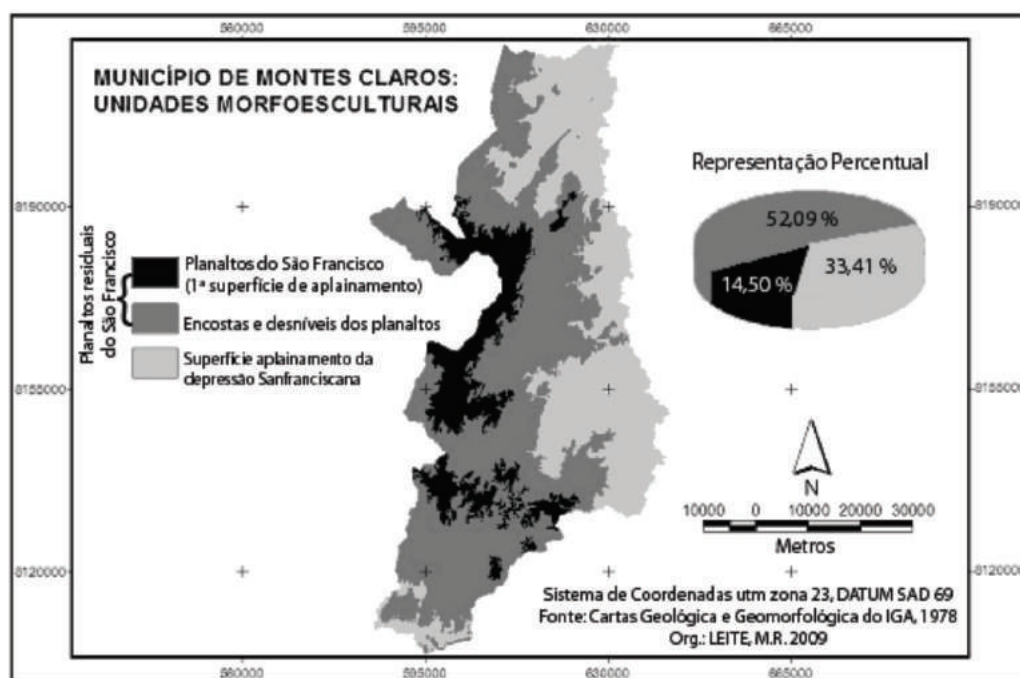 560000 595000 630000 665000
MUNICÍPIO DE MONTES CLAROS:
UNIDADES MORFOESCULTURAIS
Representação Percentual
52,09 %
33,41 %
14,50 %
8190000 8190000
Planaltos residuais
do São Francisco
Planaltos do São Francisco
(1ª superfície de aplainamento)
Encostas e desníveis dos planaltos
Superfície aplainamento da
depressão Sanfranciscana
8155000 8155000
N
10000 0 10000 20000 30000
Metros
8120000 8120000
Sistema de Coordenadas utm zona 23, DATUM SAD 69
Fonte: Cartas Geológica e Geomorfológica do IGA, 1978
Org.: LEITE, M.R. 2009
560000 595000 630000 665000